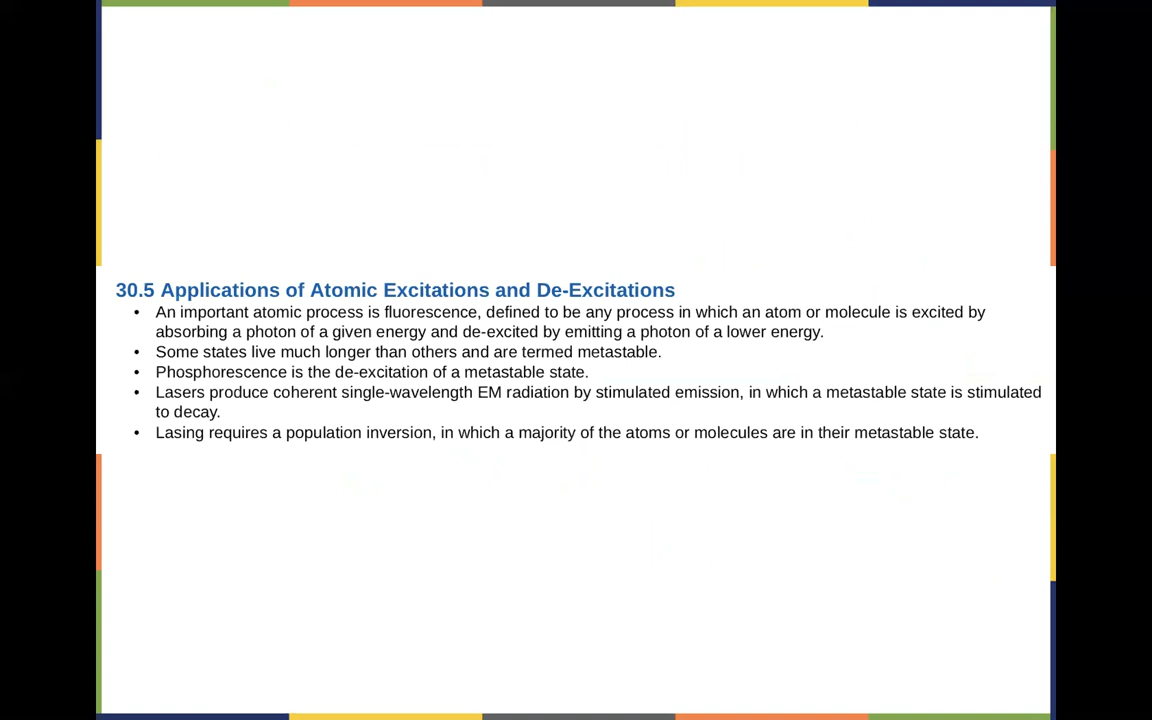 30.5 Applications of Atomic Excitations and De-Excitations
• An important atomic process is fluorescence, defined to be any process in which an atom or molecule is excited by
absorbing a photon of a given energy and de-excited by emitting a photon of a lower energy.
• Some states live much longer than others and are termed metastable.
• Phosphorescence is the de-excitation of a metastable state.
• Lasers produce coherent single-wavelength EM radiation by stimulated emission, in which a metastable state is stimulated
to decay.
• Lasing requires a population inversion, in which a majority of the atoms or molecules are in their metastable state.